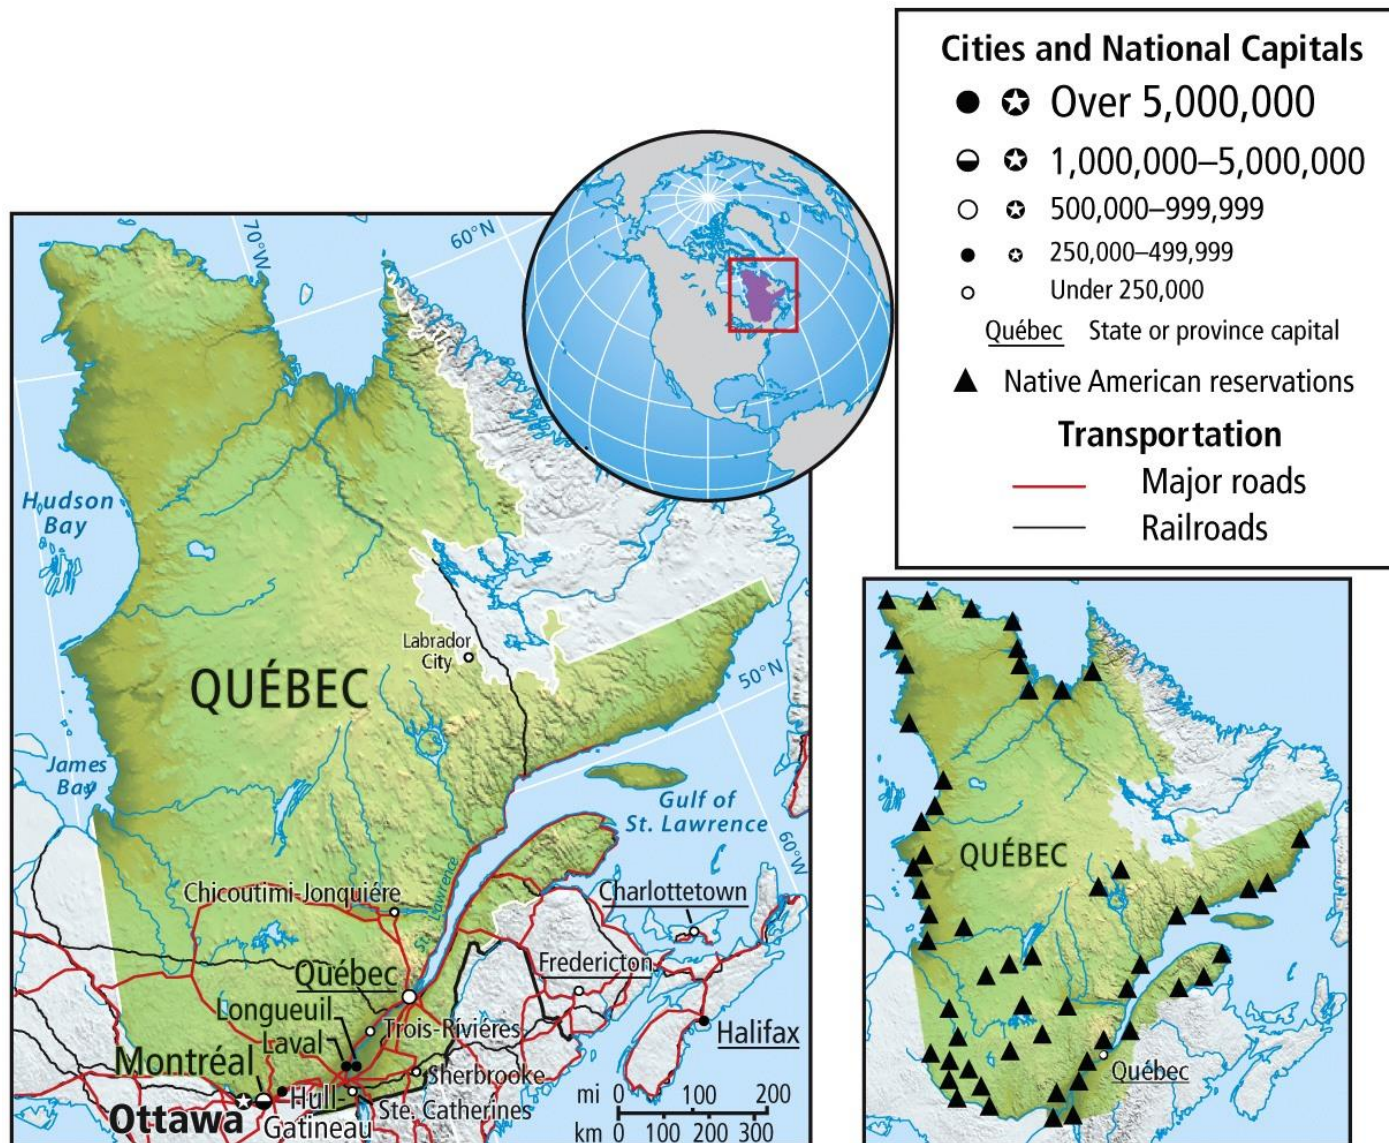 Cities and National Capitals
Over 5,000,000
1,000,000–5,000,000
500,000–999,999
250,000–499,999
Under 250,000
Québec State or province capital
Native American reservations
Transportation
Major roads
Railroads
70°W
60°N
Hudson
Bay
Labrador
City
QUÉBEC
50°N
James
Bay
Gulf of
St. Lawrence
60°W
St. Lawrence
Chicoutimi-Jonquiére
Charlottetown
Québec
Fredericton
Longueuil
Trois-Riviéres
Laval
Halifax
Montréal
Sherbrooke
Hull-
Gatineau
Ste. Catherines
Ottawa
mi 0 100 200
km 0 100 200 300
QUÉBEC
Québec